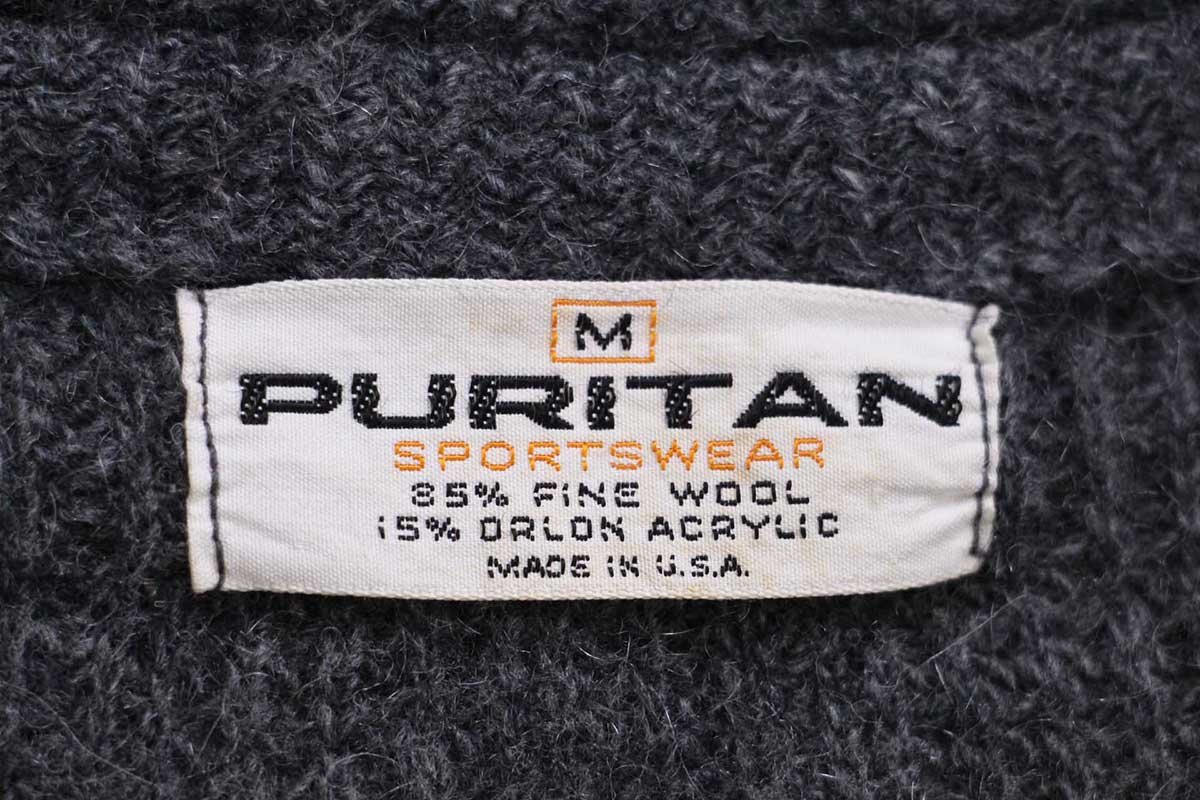 M
PURITAN
SPORTSWEAR
85% FINE WOOL
15% ORLON ACRYLIC
MADE IN U.S.A.